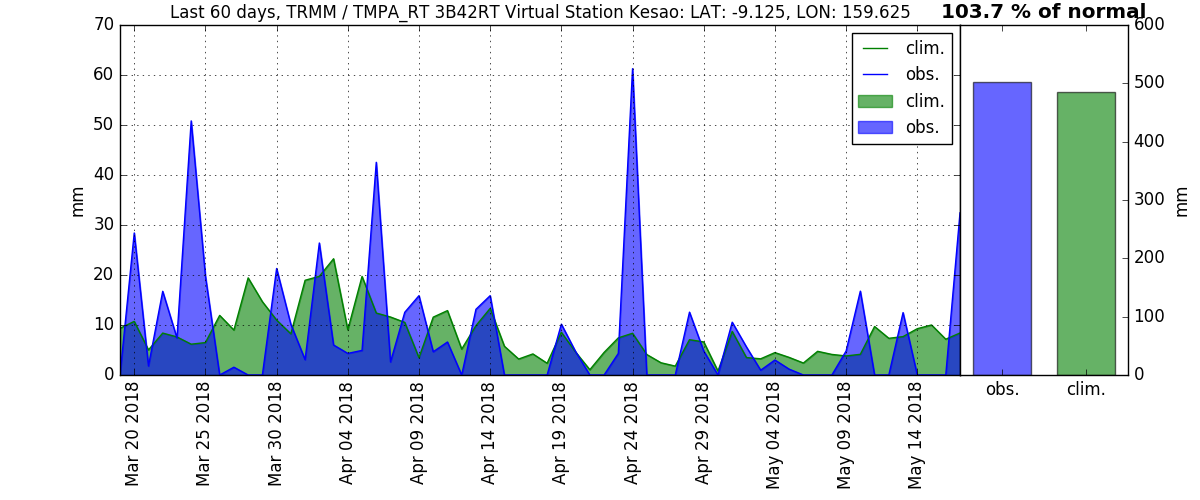 Last 60 days, TRMM / TMPA_RT 3B42RT Virtual Station Kesao: LAT: -9.125, LON: 159.625
103.7 % of normal
70
60
50
40
30
20
10
0
mm
clim.
obs.
clim.
obs.
600
500
400
300
200
100
0
mm
obs.
clim.
Mar 20 2018
Mar 25 2018
Mar 30 2018
Apr 04 2018
Apr 09 2018
Apr 14 2018
Apr 19 2018
Apr 24 2018
Apr 29 2018
May 04 2018
May 09 2018
May 14 2018